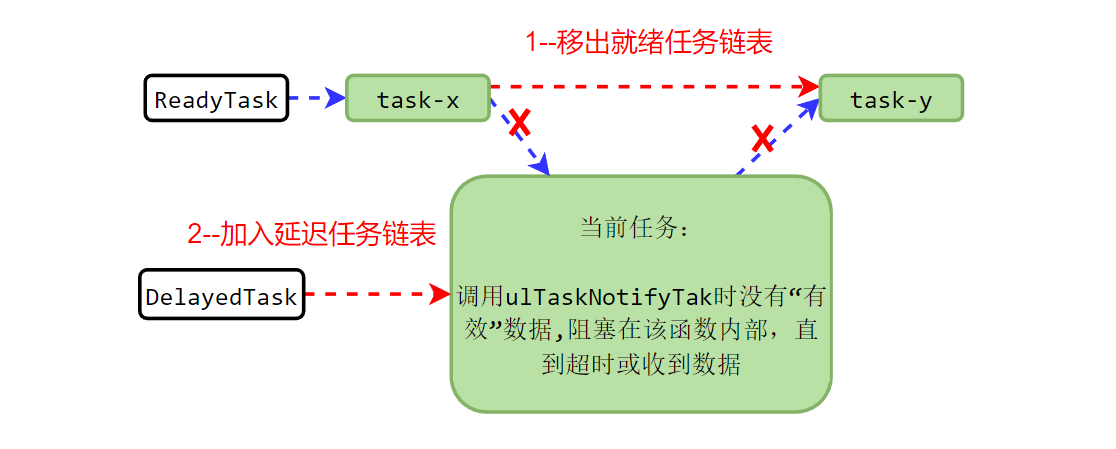 1--移出就绪任务链表
ReadyTask
task-x
task-y
2--加入延迟任务链表
当前任务：
DelayedTask
调用ulTaskNotifyTak时没有“有
效”数据,阻塞在该函数内部，直
到超时或收到数据